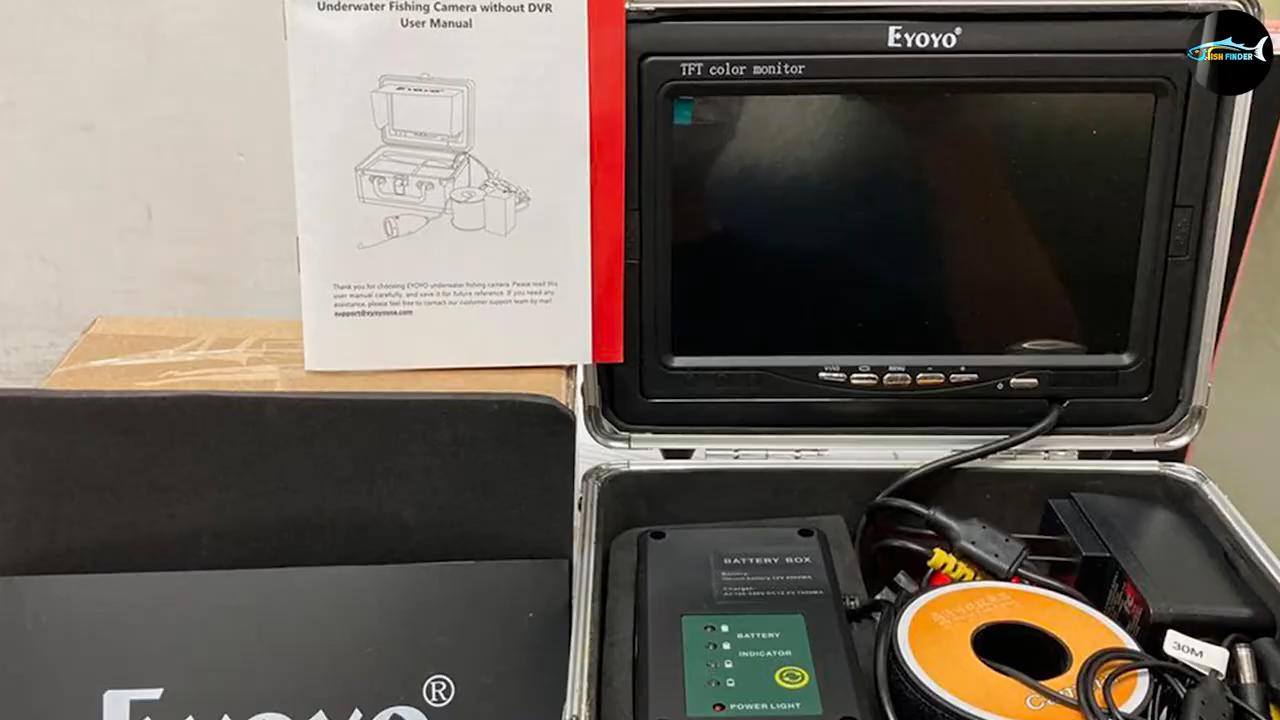 Underwater Fishing Camera without DVR
User Manual
Thank you for choosing EYOYO underwater fishing camera. Please read this
user manual carefully, and save it for future reference. If you need any
assistance, please feel free to contact our customer support team by mail
EYOYO®
TFT color monitor
FISH FINDER
MENU
BATTERY BOX
BATTERY
INDICATOR
POWER LIGHT
30M
EYOYO®